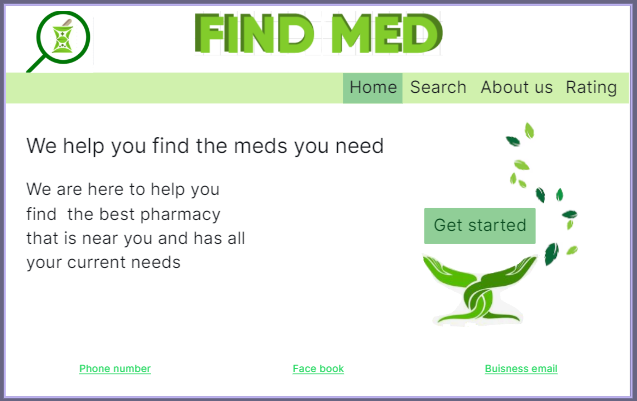 FIND MED
Home Search About us Rating
We help you find the meds you need
We are here to help you
find the best pharmacy
that is near you and has all
your current needs
Get started
Phone number Face book Buisness email